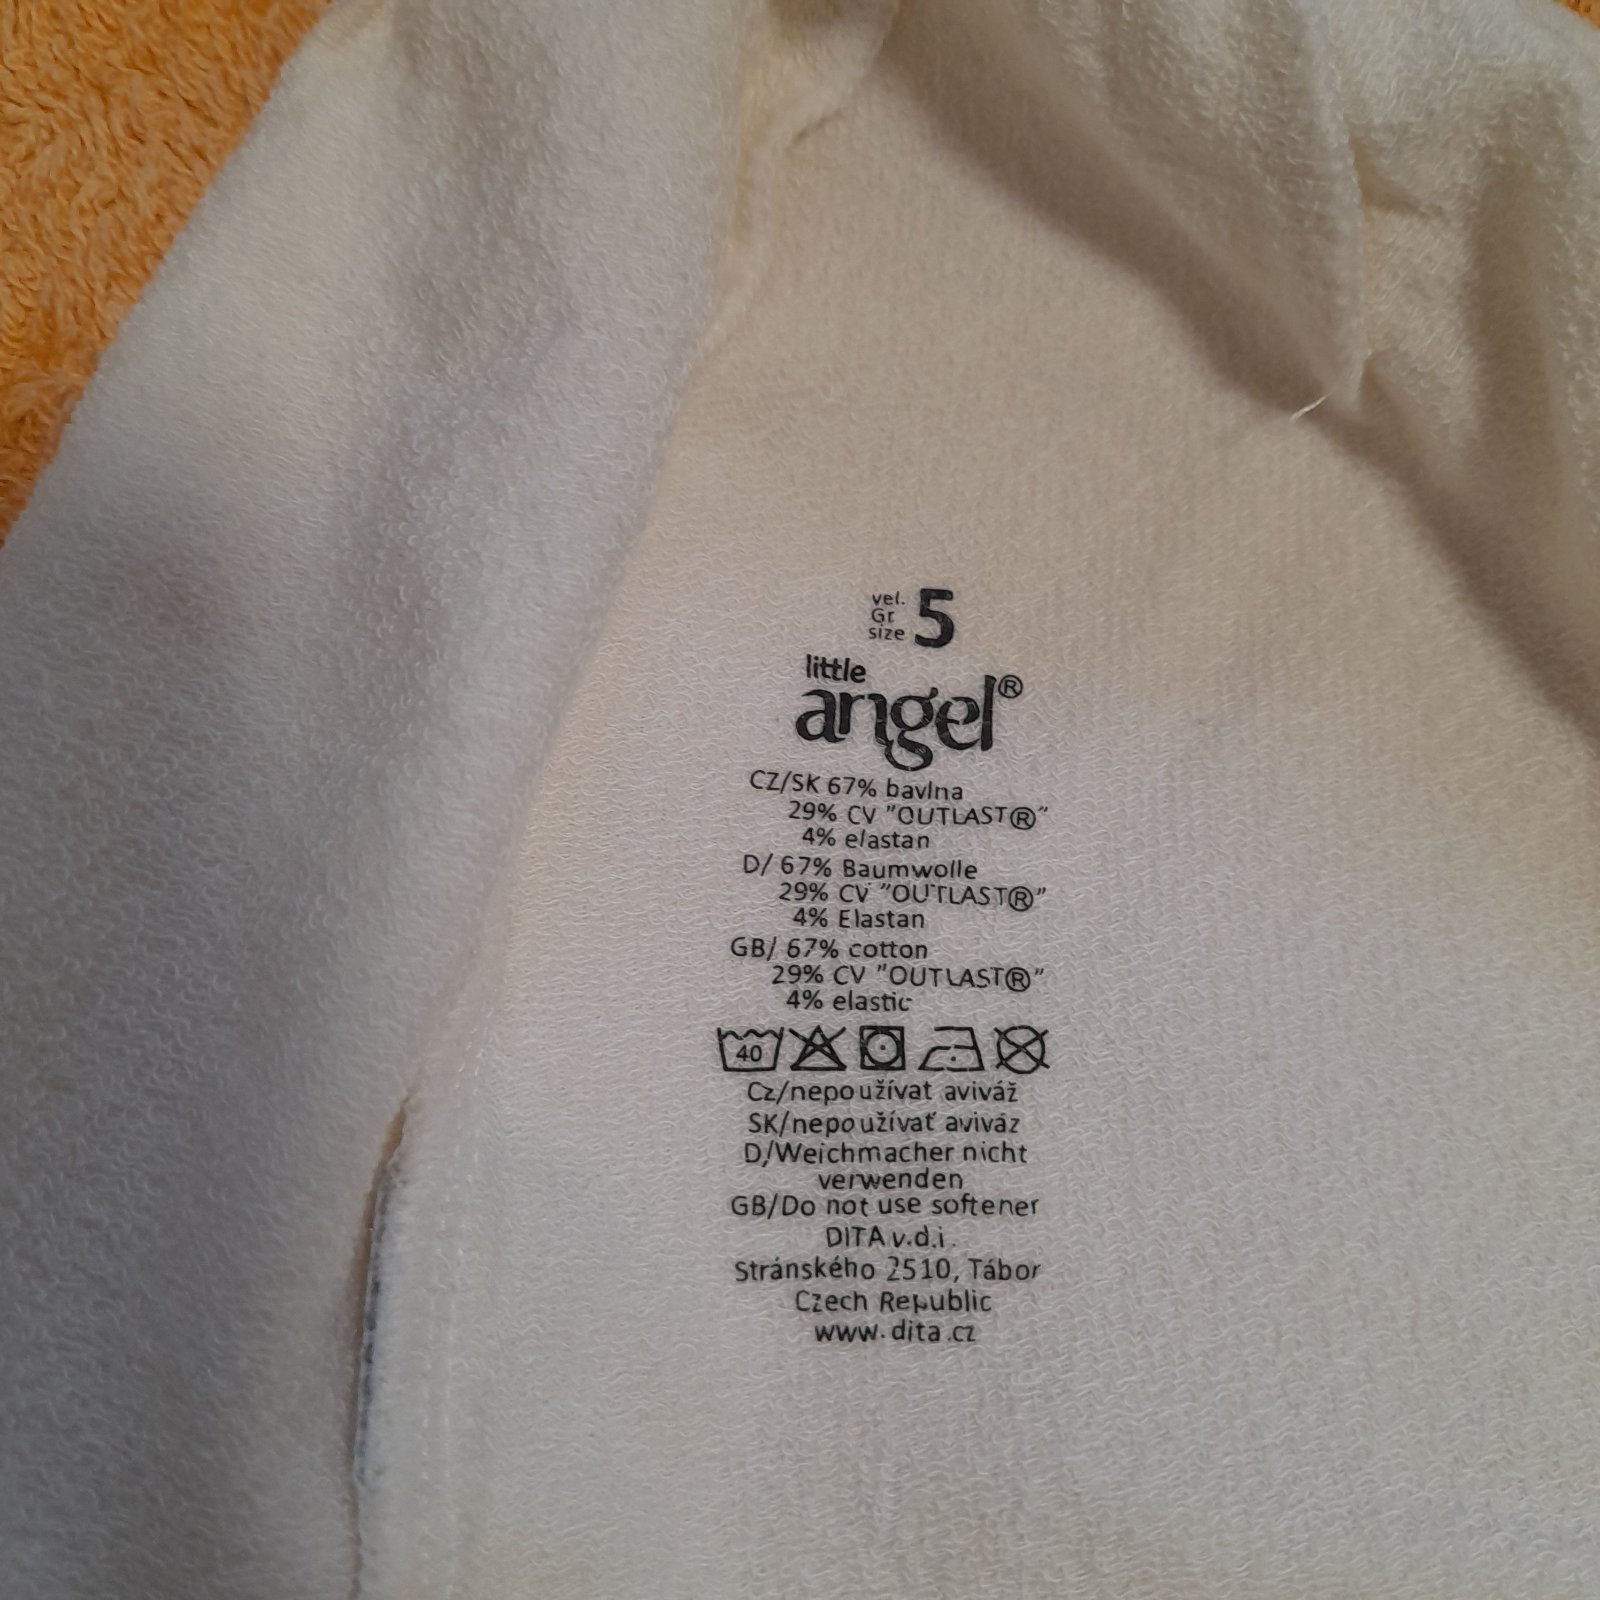 vel.
Gr
size
5
little
angel®
CZ/SK 67% bavlna
29% CV "OUTLAST®"
4% elastan
D/ 67% Baumwolle
29% CV "OUTLAST®"
4% Elastan
GB/ 67% cotton
29% CV "OUTLAST®"
4% elastic
40
Cz/nepoužívat aviváž
SK/nepoužívať aviváz
D/Weichmacher nicht
verwenden
GB/Do not use softener
DITA v.d.i.
Stránského 2510, Tábor
Czech Republic
www.dita.cz